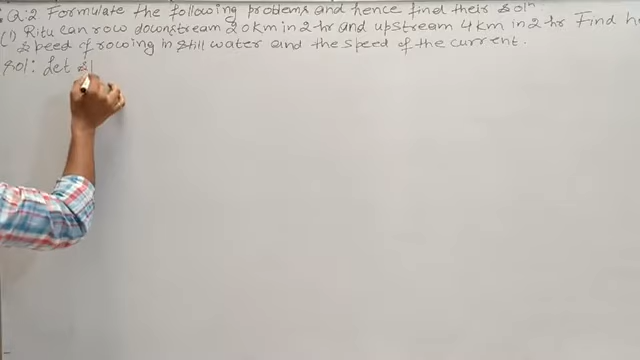 Q:2 Formulate the following problems and hence find their solⁿ.
(1) Ritu can row downstream 20 km in 2 hr and upstream 4 km in 2 hr Find
speed of rowing in still water and the speed of the current.
sol: Let